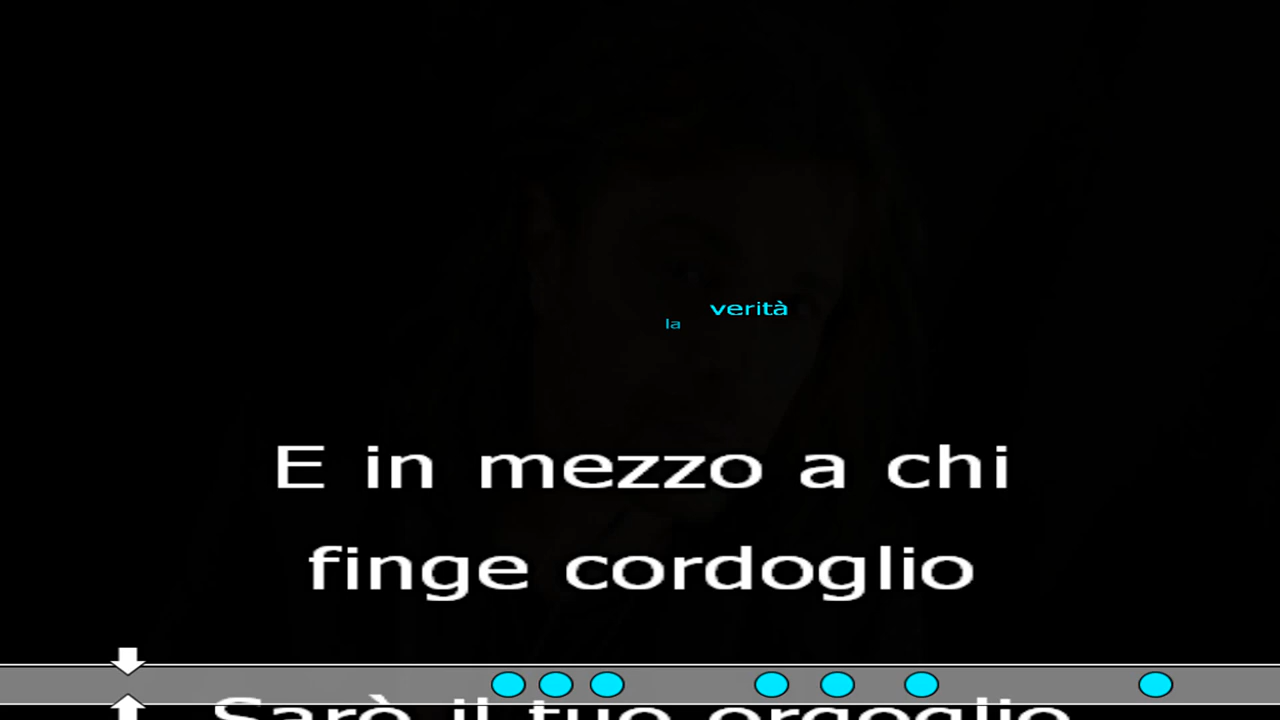 verità
la
E in mezzo a chi
finge cordoglio
Sarò il tuo orgoglio